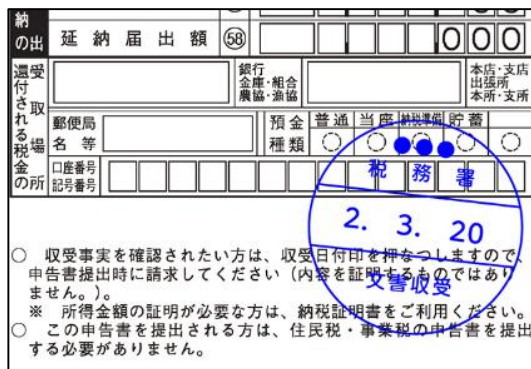 納の出
延納届出額 58 000
還付される税金の 受取場所
銀行 金庫・組合 農協・漁協
本店・支店 出張所 本所・支所
郵便局名等
預金種類 普通 当座 納税準備 貯蓄
口座番号 記号番号
税務署
2. 3. 20
文書収受
○ 収受事実を確認されたい方は、収受日付印を押なつしますので、
申告書提出時に請求してください（内容を証明するものではあり
ません。）。
※ 所得金額の証明が必要な方は、納税証明書をご利用ください。
○ この申告書を提出される方は、住民税・事業税の申告書を提出
する必要がありません。